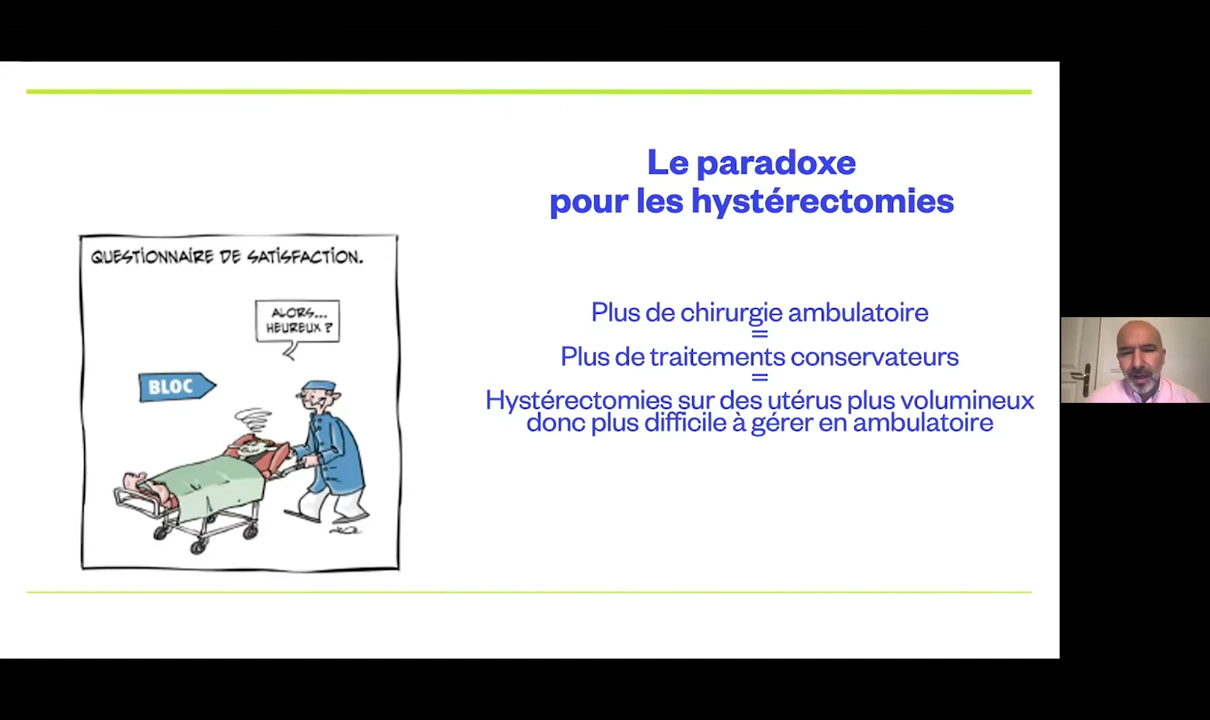 Le paradoxe
pour les hystérectomies
QUESTIONNAIRE DE SATISFACTION.
ALORS...
HEUREUX ?
BLOC
Plus de chirurgie ambulatoire
=
Plus de traitements conservateurs
=
Hystérectomies sur des utérus plus volumineux
donc plus difficile à gérer en ambulatoire